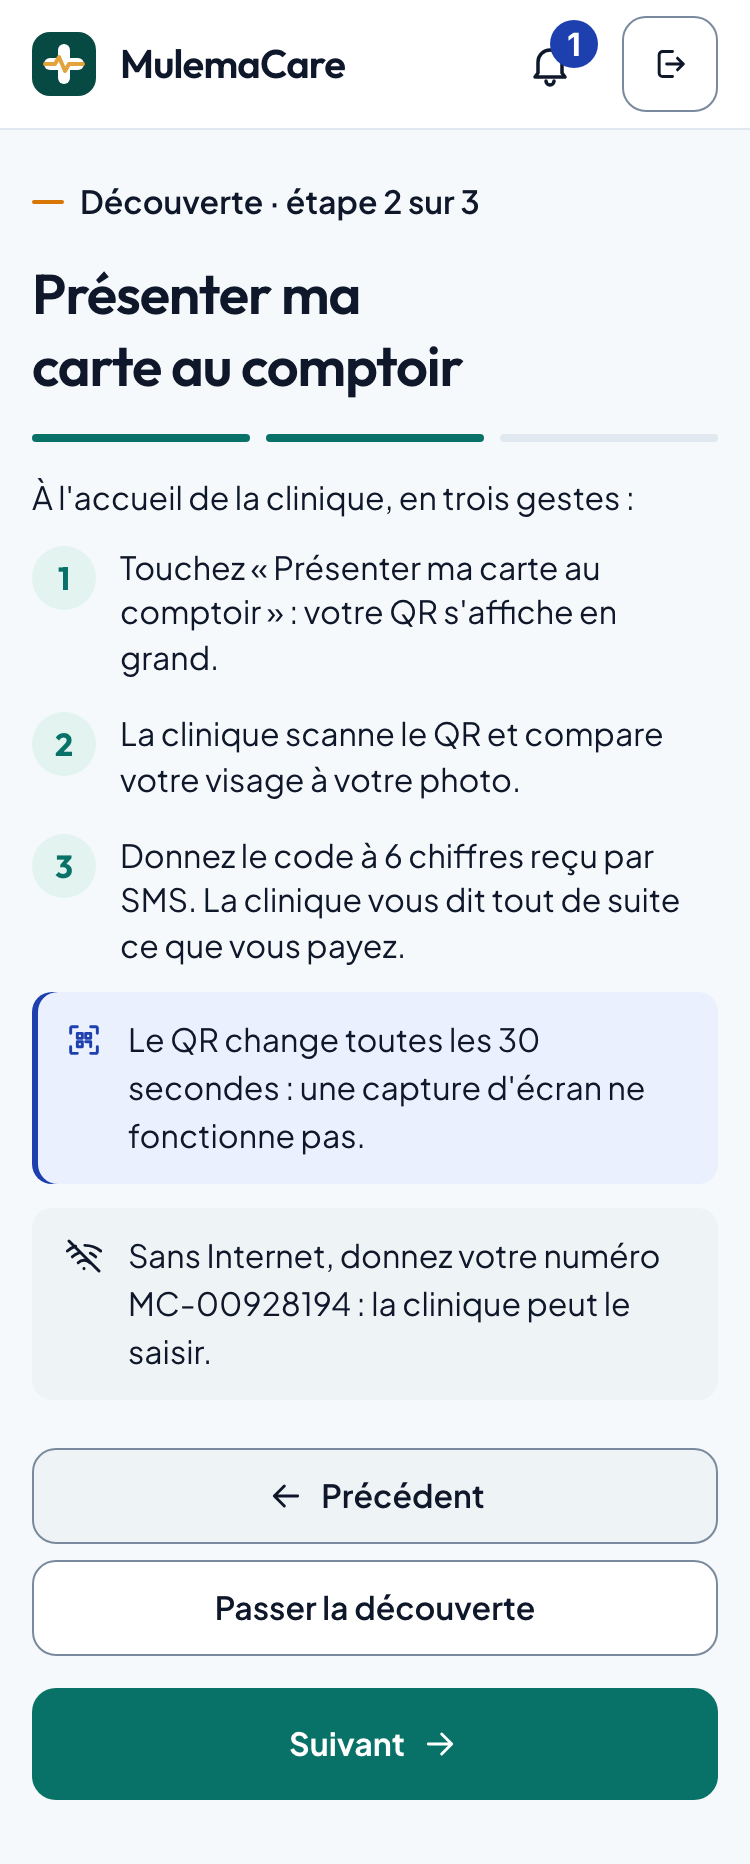 MulemaCare
1
Découverte · étape 2 sur 3
Présenter ma
carte au comptoir
À l'accueil de la clinique, en trois gestes :
1
Touchez « Présenter ma carte au
comptoir » : votre QR s'affiche en
grand.
2
La clinique scanne le QR et compare
votre visage à votre photo.
3
Donnez le code à 6 chiffres reçu par
SMS. La clinique vous dit tout de suite
ce que vous payez.
Le QR change toutes les 30
secondes : une capture d'écran ne
fonctionne pas.
Sans Internet, donnez votre numéro
MC-00928194 : la clinique peut le
saisir.
Précédent
Passer la découverte
Suivant